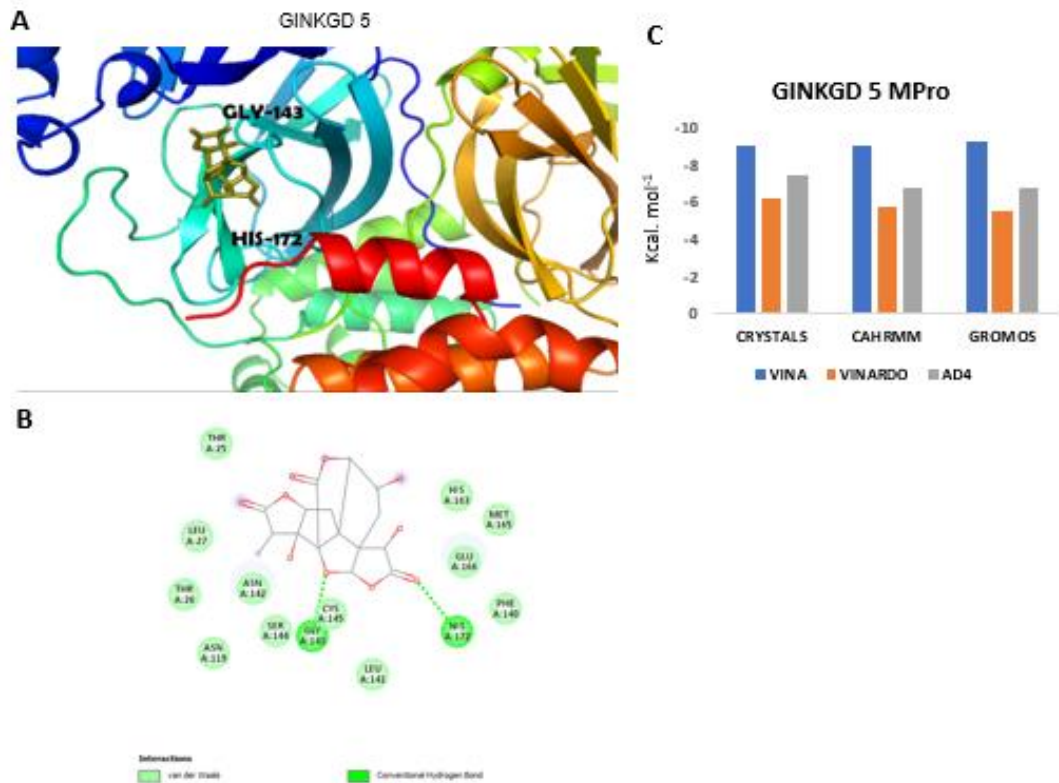 A
GINKGD 5
GLY-143
HIS-172
C
GINKGD 5 MPro
Kcal. mol⁻¹
-10
-8
-6
-4
-2
0
CRYSTALS
CAHRMM
GROMOS
VINA
VINARDO
AD4
B
THR
A:25
HIS
A:163
MET
A:165
LEU
A:27
GLU
A:166
ASN
A:142
THR
A:26
CYS
A:145
PHE
A:140
SER
A:144
GLY
A:143
HIS
A:172
ASN
A:119
LEU
A:141
Interactions
van der Waals
Conventional Hydrogen Bond